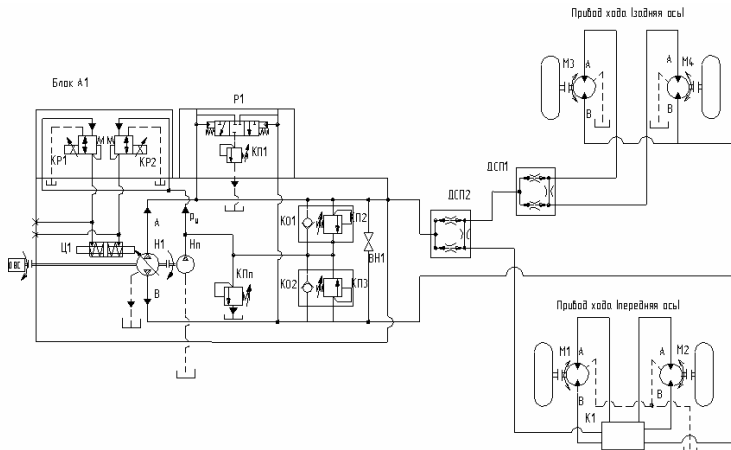 Привод хода (задняя ось)
М3
А
В
А
М4
В
Блок А1
Р1
КР1
КР2
КП1
ДСП1
ДСП2
КО1
КП2
А
Рц
Ц1
Н1
Нп
ВН1
ДВС
КПп
КО2
КП3
В
Привод хода (передняя ось)
М1
А
В
А
М2
В
К1